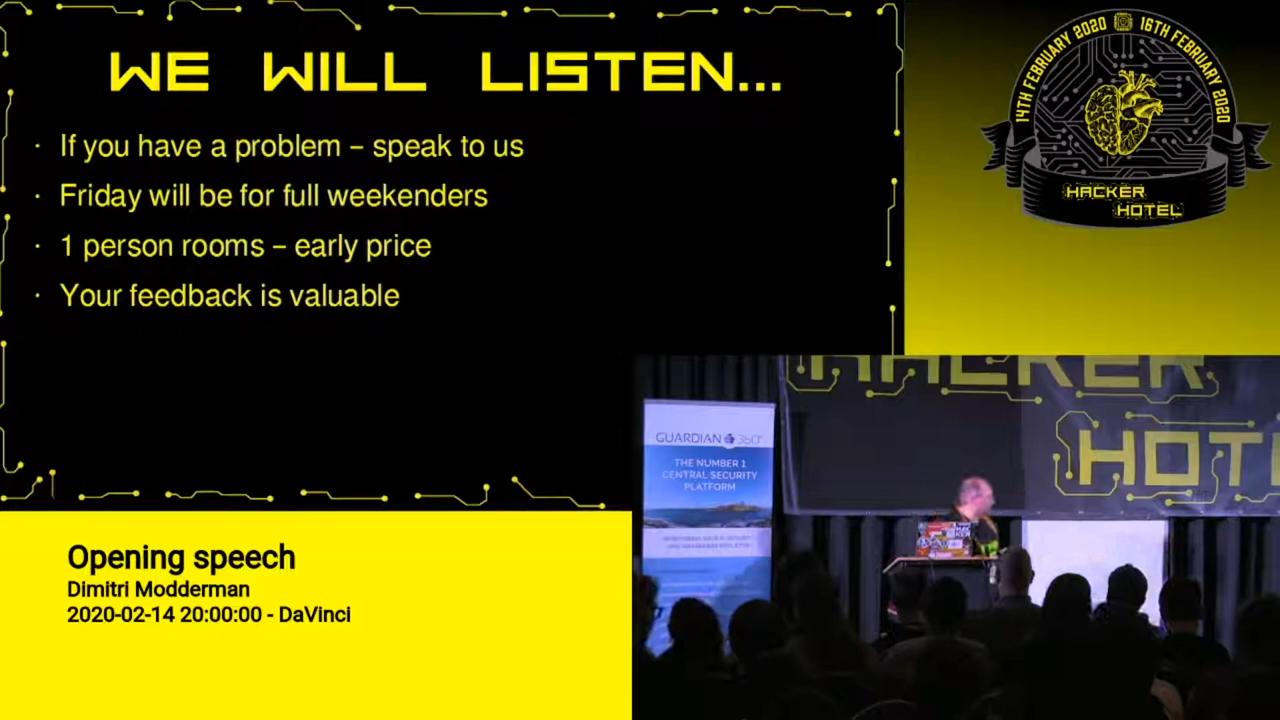 WE WILL LISTEN...
· If you have a problem – speak to us
· Friday will be for full weekenders
· 1 person rooms – early price
· Your feedback is valuable
14TH FEBRUARY 2020 16TH FEBRUARY 2020
HACKER
HOTEL
HACKER
HOT
GUARDIAN 360°
THE NUMBER 1
CENTRAL SECURITY
PLATFORM
Opening speech
Dimitri Modderman
2020-02-14 20:00:00 - DaVinci